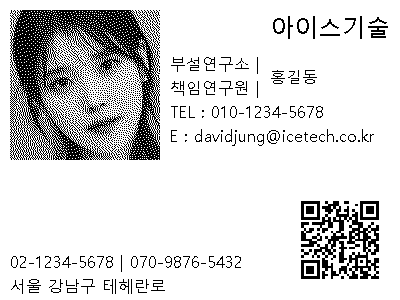 아이스기술
부설연구소 |
책임연구원 | 홍길동
TEL : 010-1234-5678
E : davidjung@icetech.co.kr
02-1234-5678 | 070-9876-5432
서울 강남구 테헤란로